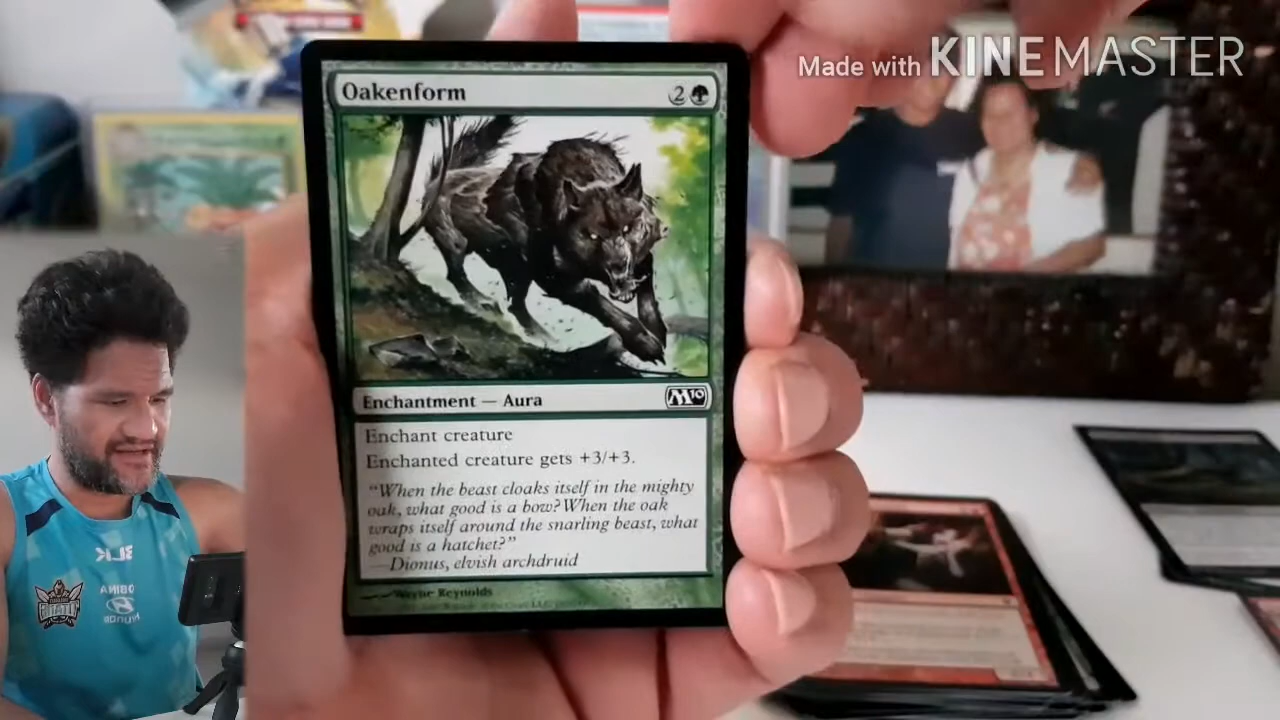 Made with KINEMASTER
Oakenform 2
Enchantment — Aura
M10
Enchant creature
Enchanted creature gets +3/+3.
"When the beast cloaks itself in the mighty
oak, what good is a bow? When the oak
wraps itself around the snarling beast, what
good is a hatchet?"
—Dionus, elvish archdruid
Wayne Reynolds
BLK
TITANS